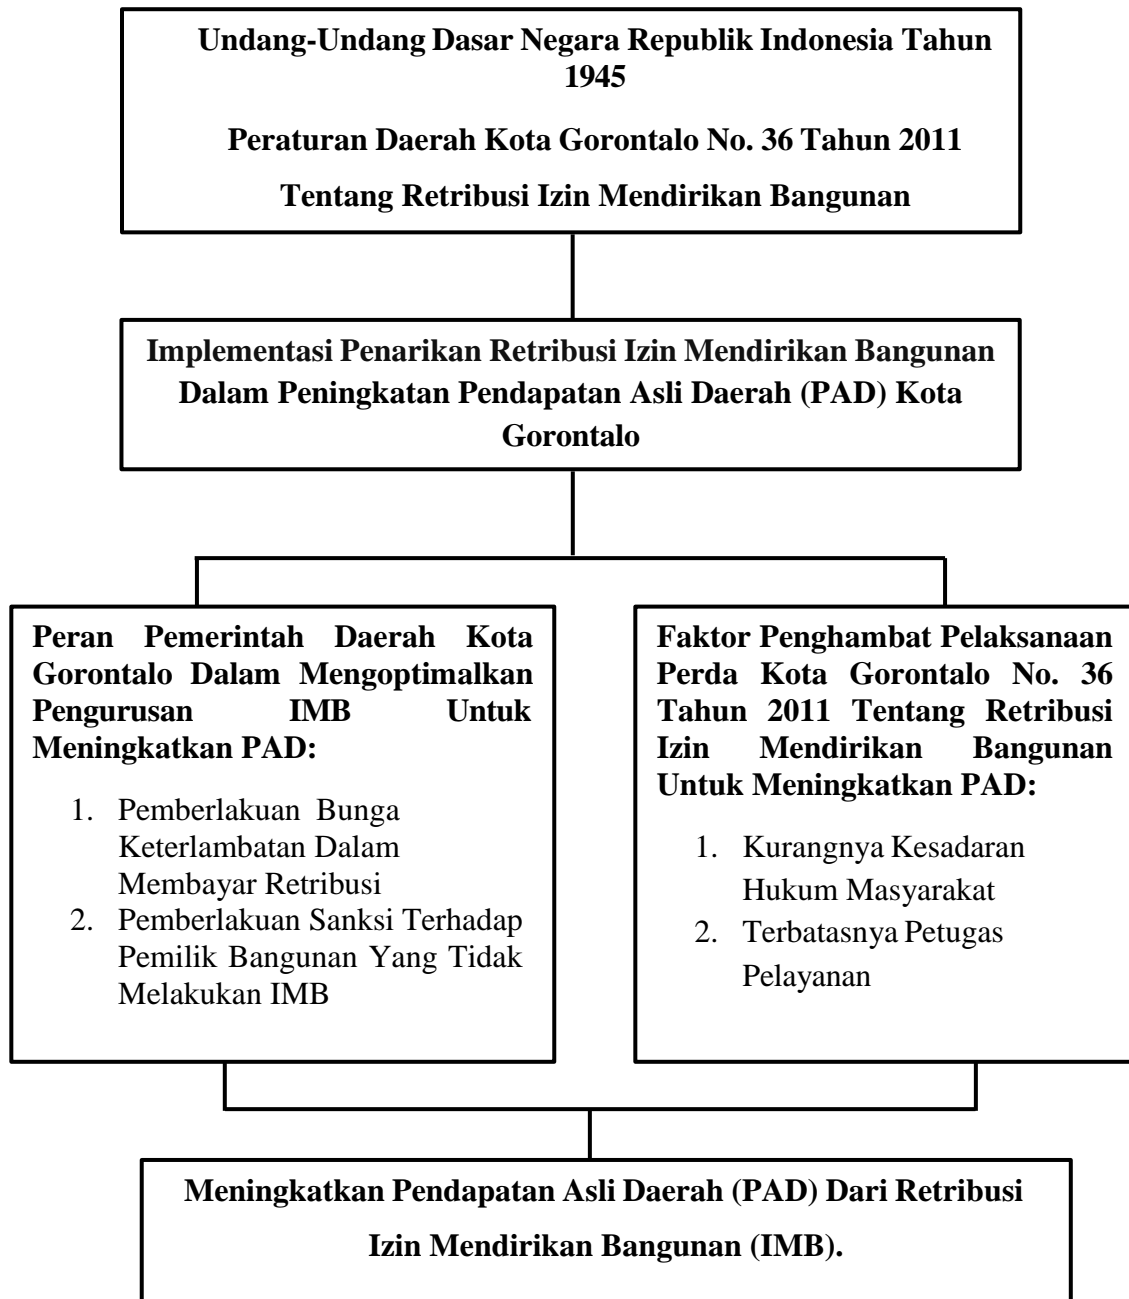 Undang-Undang Dasar Negara Republik Indonesia Tahun
1945
Peraturan Daerah Kota Gorontalo No. 36 Tahun 2011
Tentang Retribusi Izin Mendirikan Bangunan
Implementasi Penarikan Retribusi Izin Mendirikan Bangunan
Dalam Peningkatan Pendapatan Asli Daerah (PAD) Kota
Gorontalo
Peran Pemerintah Daerah Kota
Gorontalo Dalam Mengoptimalkan
Pengurusan IMB Untuk
Meningkatkan PAD:
1. Pemberlakuan Bunga
Keterlambatan Dalam
Membayar Retribusi
2. Pemberlakuan Sanksi Terhadap
Pemilik Bangunan Yang Tidak
Melakukan IMB
Faktor Penghambat Pelaksanaan
Perda Kota Gorontalo No. 36
Tahun 2011 Tentang Retribusi
Izin Mendirikan Bangunan
Untuk Meningkatkan PAD:
1. Kurangnya Kesadaran
Hukum Masyarakat
2. Terbatasnya Petugas
Pelayanan
Meningkatkan Pendapatan Asli Daerah (PAD) Dari Retribusi
Izin Mendirikan Bangunan (IMB).